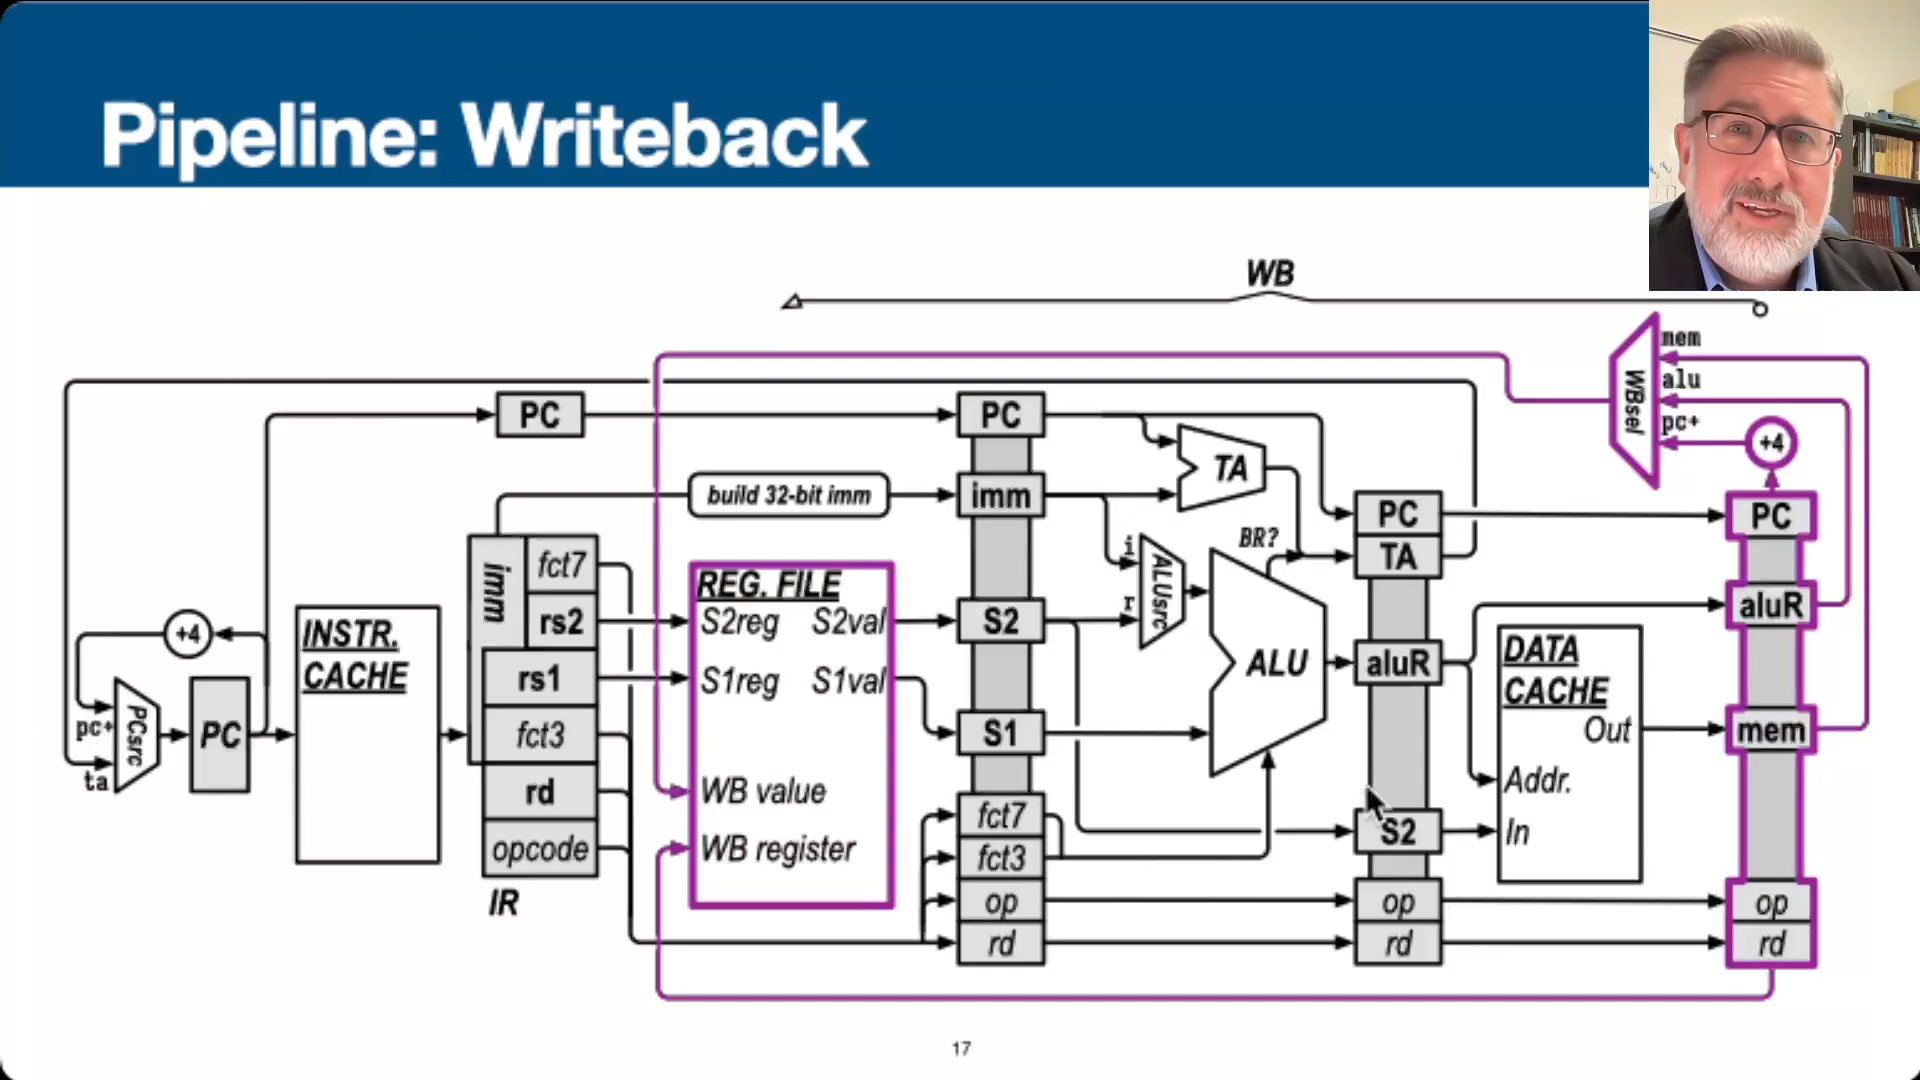 Pipeline: Writeback
WB
mem
alu
pc+
WBsel
+4
PC
PC
TA
build 32-bit imm
imm
PC
TA
PC
BR?
ALUsrc
imm
fct7
rs2
rs1
fct3
rd
opcode
IR
REG. FILE
S2reg S2val
S1reg S1val
WB value
WB register
S2
S1
fct7
fct3
op
rd
ALU
aluR
S2
op
rd
DATA
CACHE
Out
Addr.
In
aluR
mem
op
rd
+4
INSTR.
CACHE
pc+
ta
PCsrc
PC
17